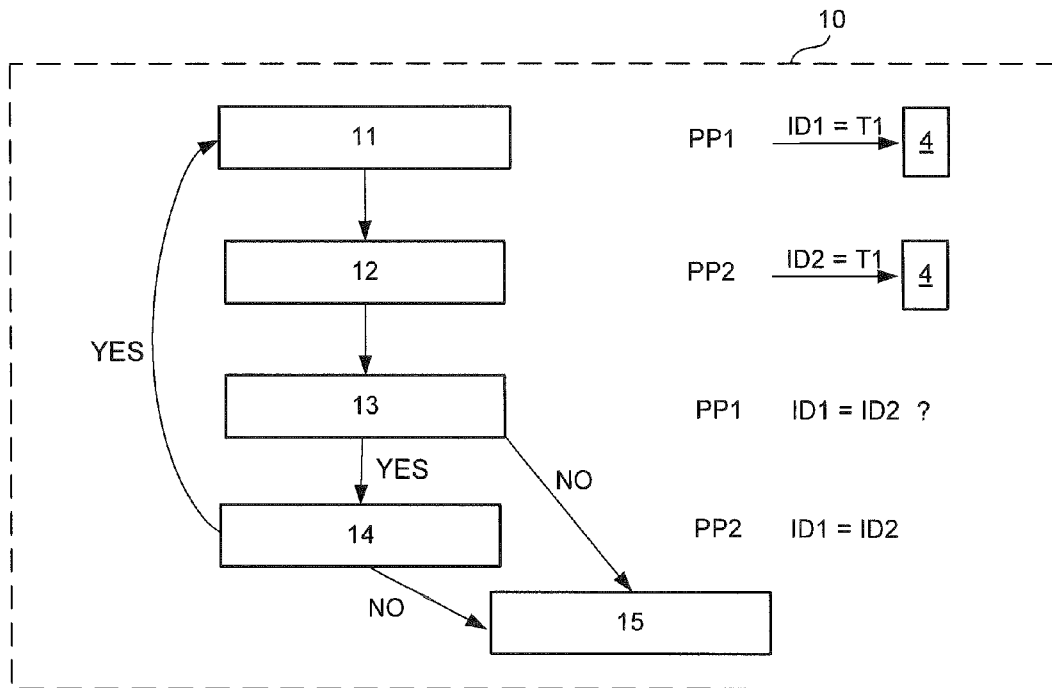 10
11
PP1 ID1 = T1 4
12
PP2 ID2 = T1 4
YES
13
PP1 ID1 = ID2 ?
YES
NO
14
PP2 ID1 = ID2
NO
15